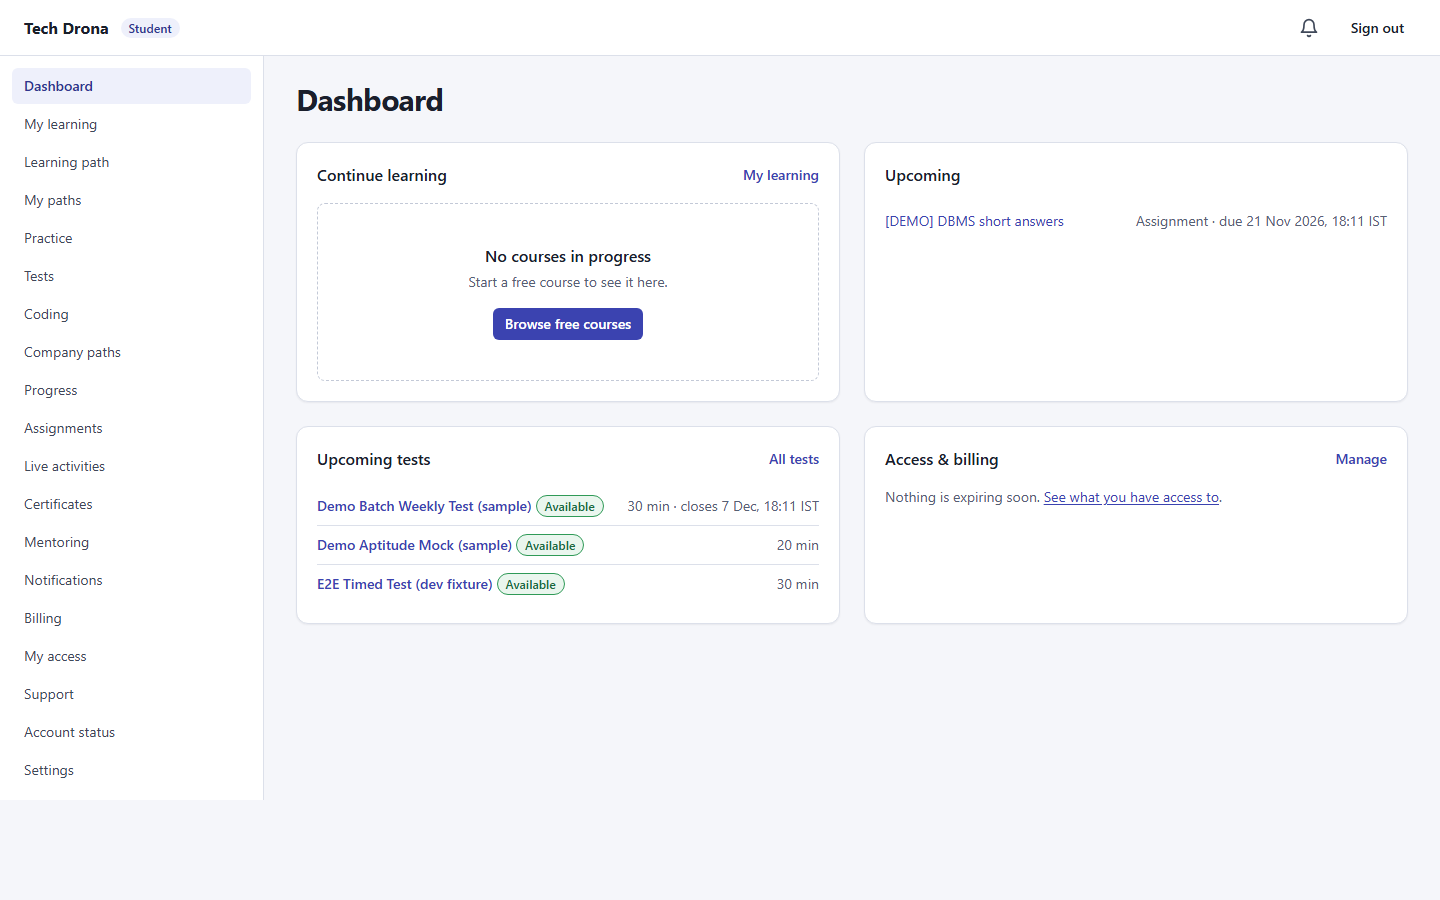 Tech Drona Student Sign out
Dashboard
My learning
Learning path
My paths
Practice
Tests
Coding
Company paths
Progress
Assignments
Live activities
Certificates
Mentoring
Notifications
Billing
My access
Support
Account status
Settings
Dashboard
Continue learning My learning
No courses in progress
Start a free course to see it here.
Browse free courses
Upcoming
[DEMO] DBMS short answers Assignment · due 21 Nov 2026, 18:11 IST
Upcoming tests All tests
Demo Batch Weekly Test (sample) Available 30 min · closes 7 Dec, 18:11 IST
Demo Aptitude Mock (sample) Available 20 min
E2E Timed Test (dev fixture) Available 30 min
Access & billing Manage
Nothing is expiring soon. See what you have access to.